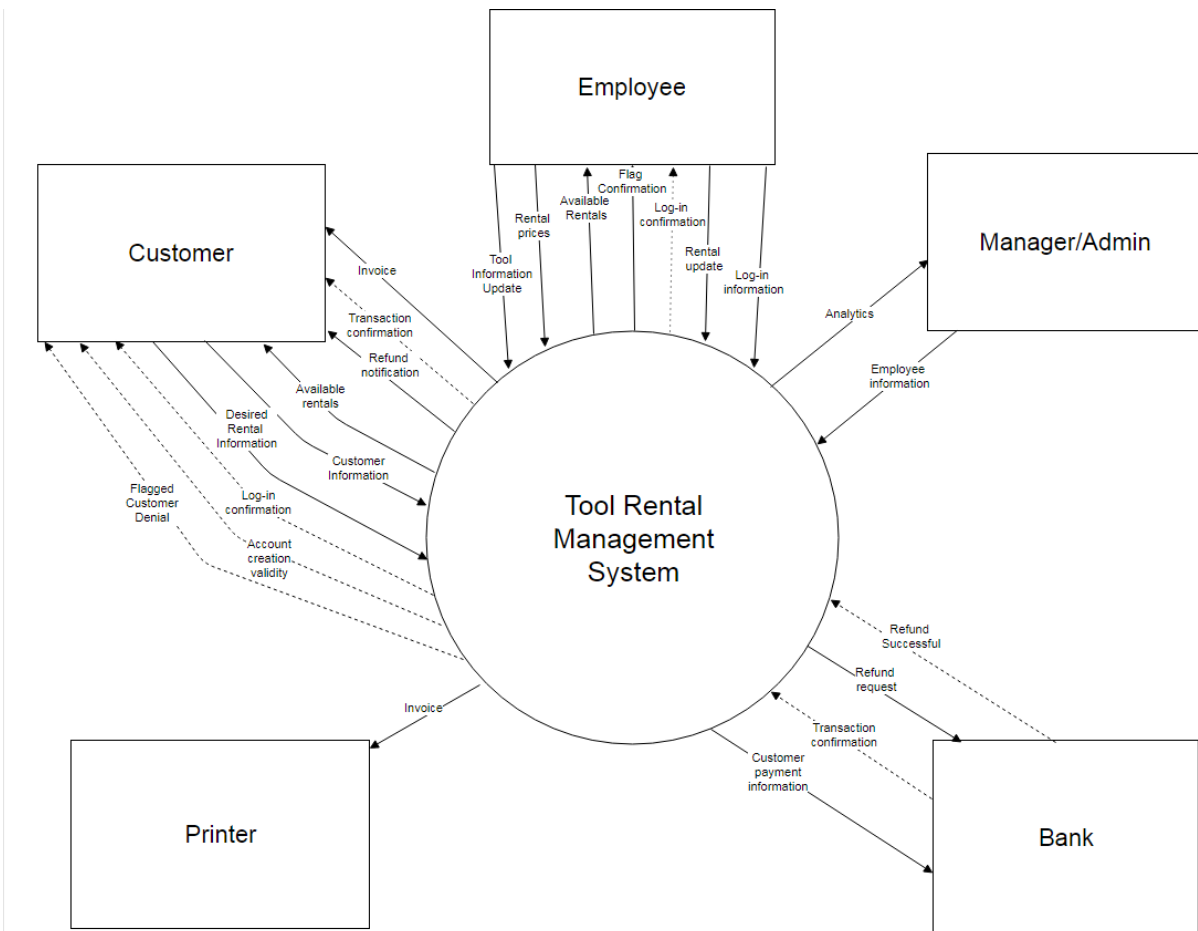 Employee
Customer
Manager/Admin
Tool
Information
Update
Rental
prices
Available
Rentals
Flag
Confirmation
Log-in
confirmation
Rental
update
Log-in
information
Invoice
Transaction
confirmation
Refund
notification
Available
rentals
Desired
Rental
Information
Customer
Information
Flagged
Customer
Denial
Log-in
confirmation
Account
creation
validity
Analytics
Employee
information
Tool Rental
Management
System
Refund
Successful
Refund
request
Transaction
confirmation
Customer
payment
information
Invoice
Printer
Bank